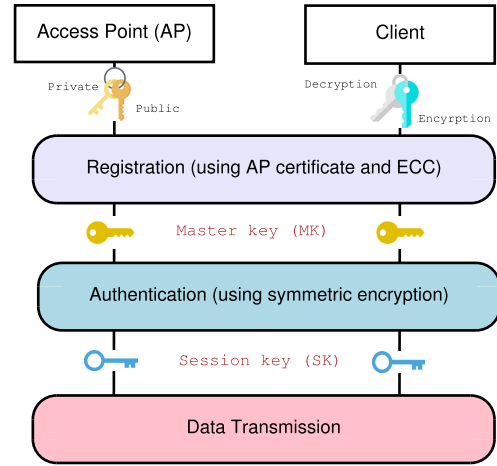 Access Point (AP)
Client
Private
Public
Decryption
Encyrption
Registration (using AP certificate and ECC)
Master key (MK)
Authentication (using symmetric encryption)
Session key (SK)
Data Transmission